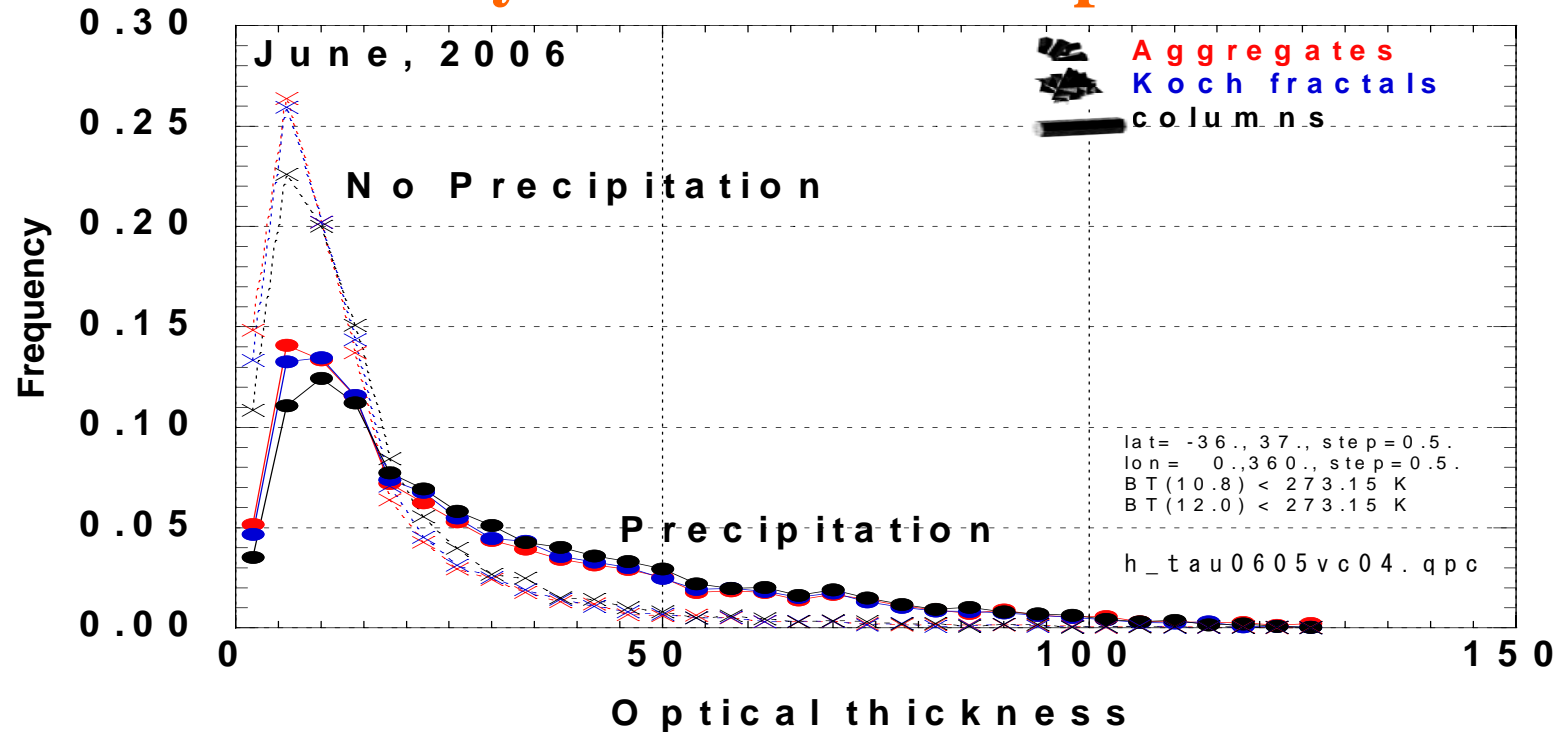 June, 2006
Aggregates
Koch fractals
columns
No Precipitation
Precipitation
lat= -36., 37., step=0.5.
lon= 0.,360., step=0.5.
BT(10.8) < 273.15 K
BT(12.0) < 273.15 K
h_tau0605vc04.qpc
Frequency
0.30
0.25
0.20
0.15
0.10
0.05
0.00
0
50
100
150
Optical thickness